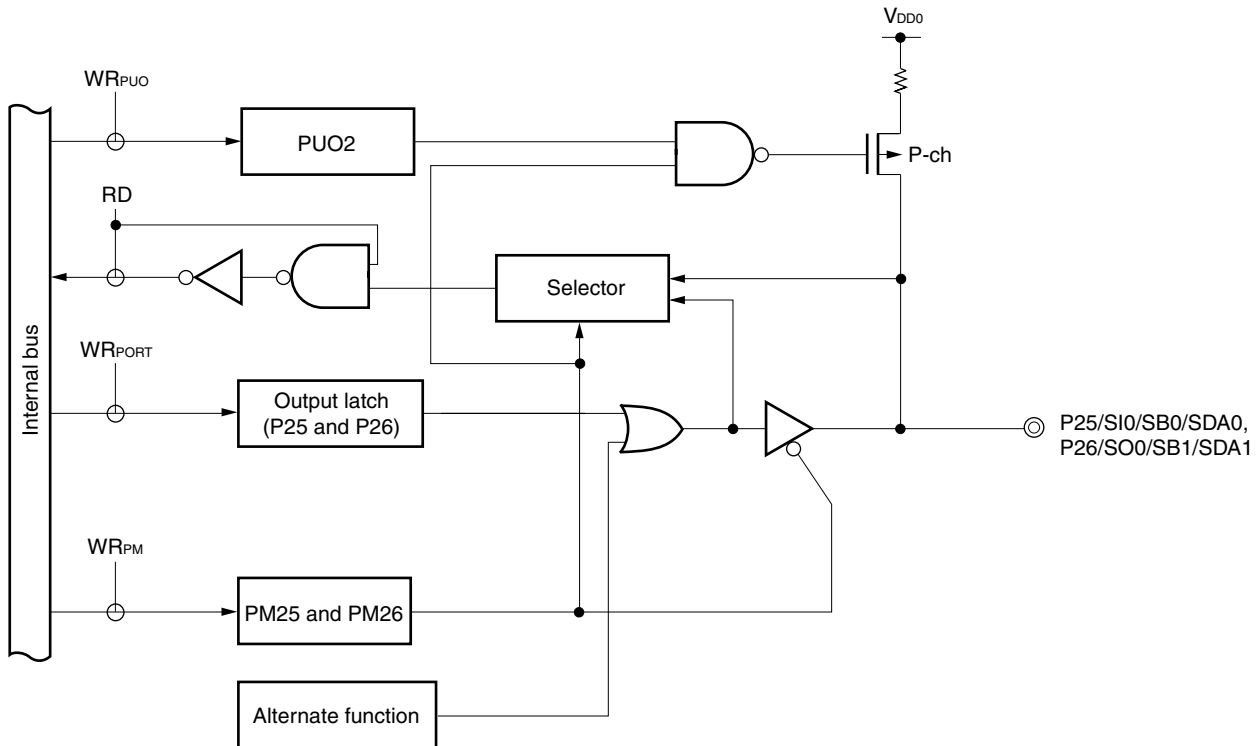 VDD0
WRPUO
PUO2
P-ch
RD
Selector
Internal bus
WRPORT
Output latch
(P25 and P26)
P25/SI0/SB0/SDA0,
P26/SO0/SB1/SDA1
WRPM
PM25 and PM26
Alternate function